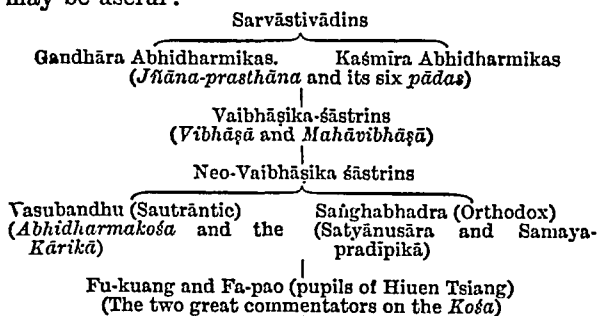 may be useful:
Sarvāstivādins
Gandhāra Abhidharmikas. Kaśmīra Abhidharmikas
(Jñāna-prasthāna and its six pādas)
Vaibhāṣika-śāstrins
(Vibhāṣā and Mahāvibhāṣā)
Neo-Vaibhāṣika śāstrins
Vasubandhu (Sautrāntic) Saṅghabhadra (Orthodox)
(Abhidharmakośa and the (Satyānusāra and Samaya-
Kārikā) pradīpikā)
Fu-kuang and Fa-pao (pupils of Hiuen Tsiang)
(The two great commentators on the Kośa)